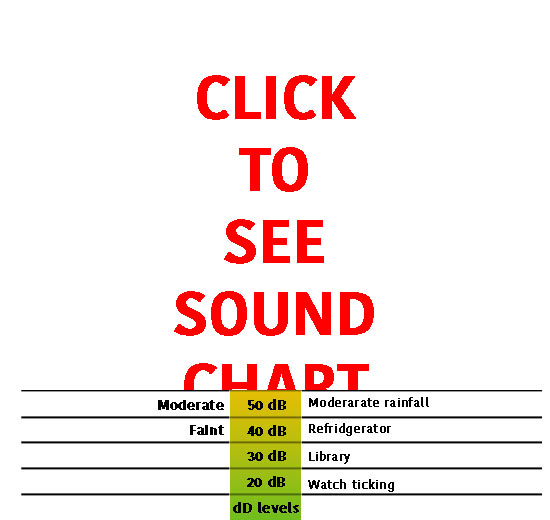 CLICK
TO
SEE
SOUND
CHART
Moderate 50 dB Moderarate rainfall
Faint 40 dB Refridgerator
30 dB Library
20 dB Watch ticking
dD levels